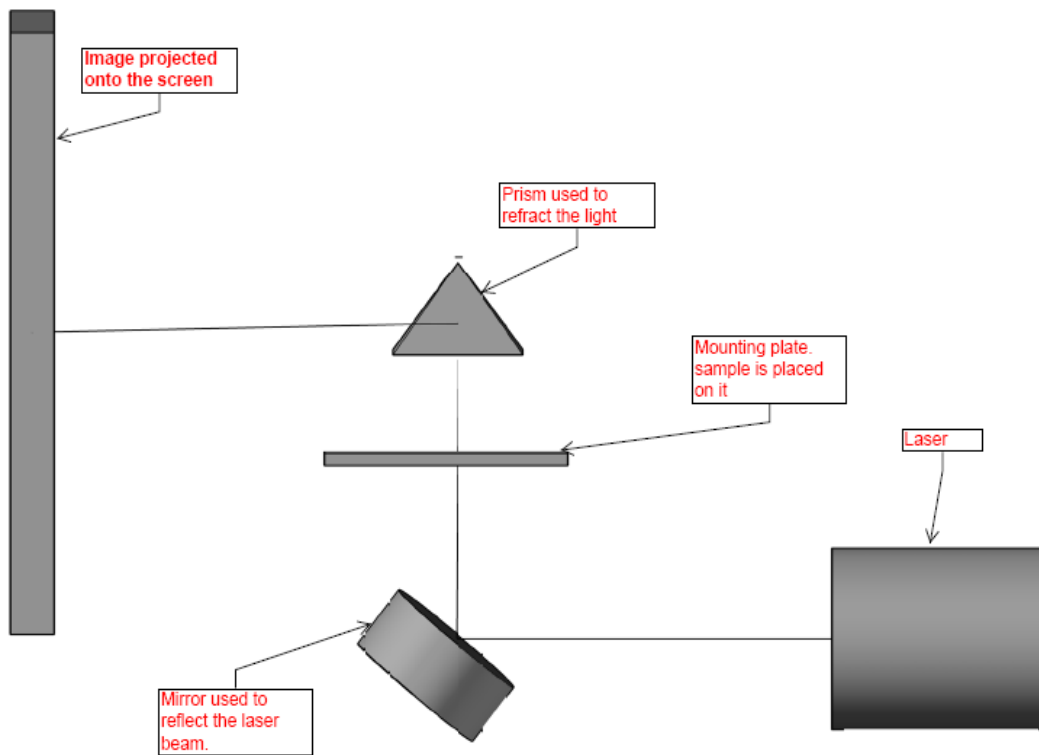 Image projected
onto the screen
Prism used to
refract the light
Mounting plate.
sample is placed
on it
Laser
Mirror used to
reflect the laser
beam.